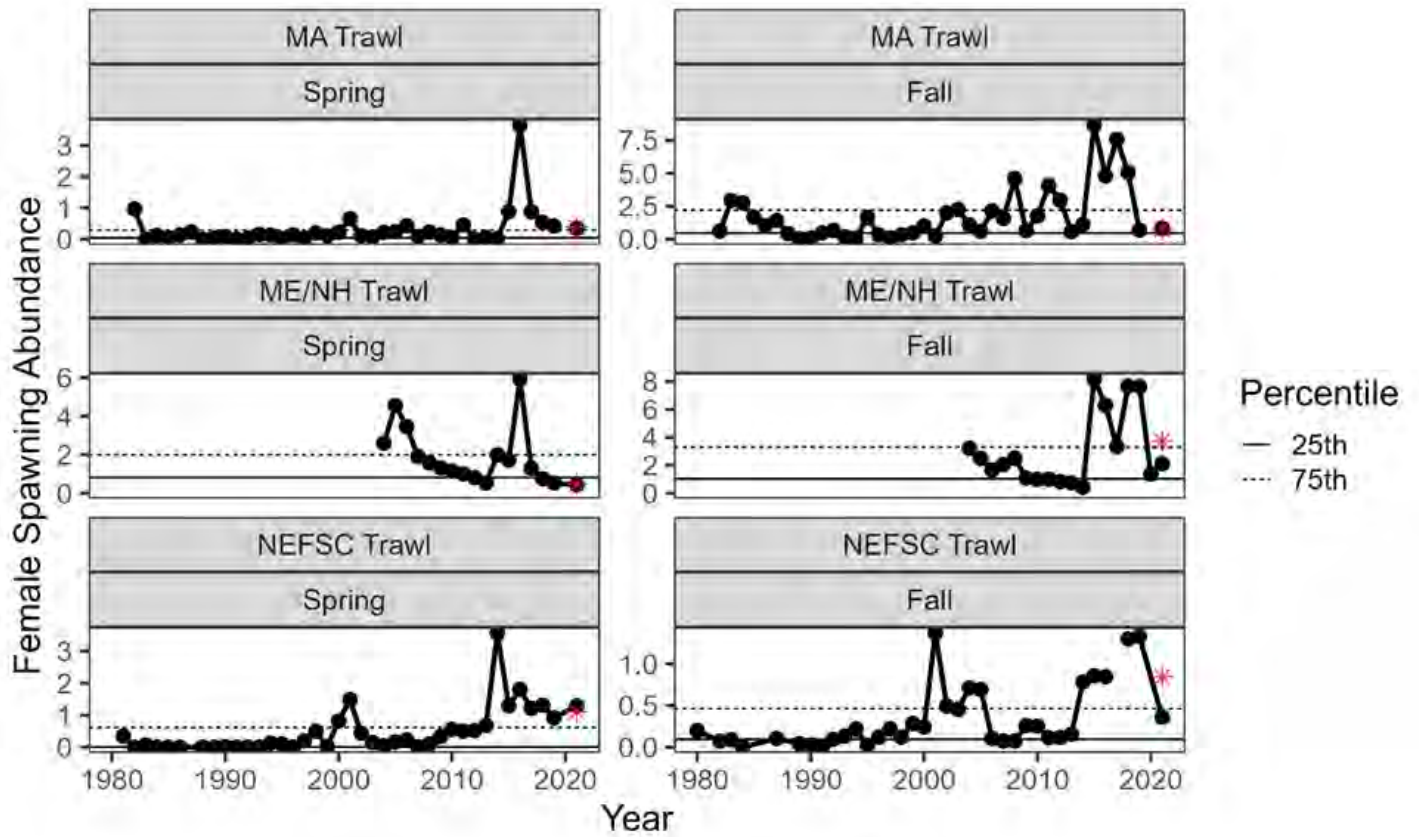 MA Trawl
Spring
3
2
1
0
MA Trawl
Fall
7.5
5.0
2.5
0.0
ME/NH Trawl
Spring
6
4
2
0
ME/NH Trawl
Fall
8
6
4
2
0
NEFSC Trawl
Spring
3
2
1
0
1980 1990 2000 2010 2020
NEFSC Trawl
Fall
1.0
0.5
0.0
1980 1990 2000 2010 2020
Female Spawning Abundance
Year
Percentile
25th
75th